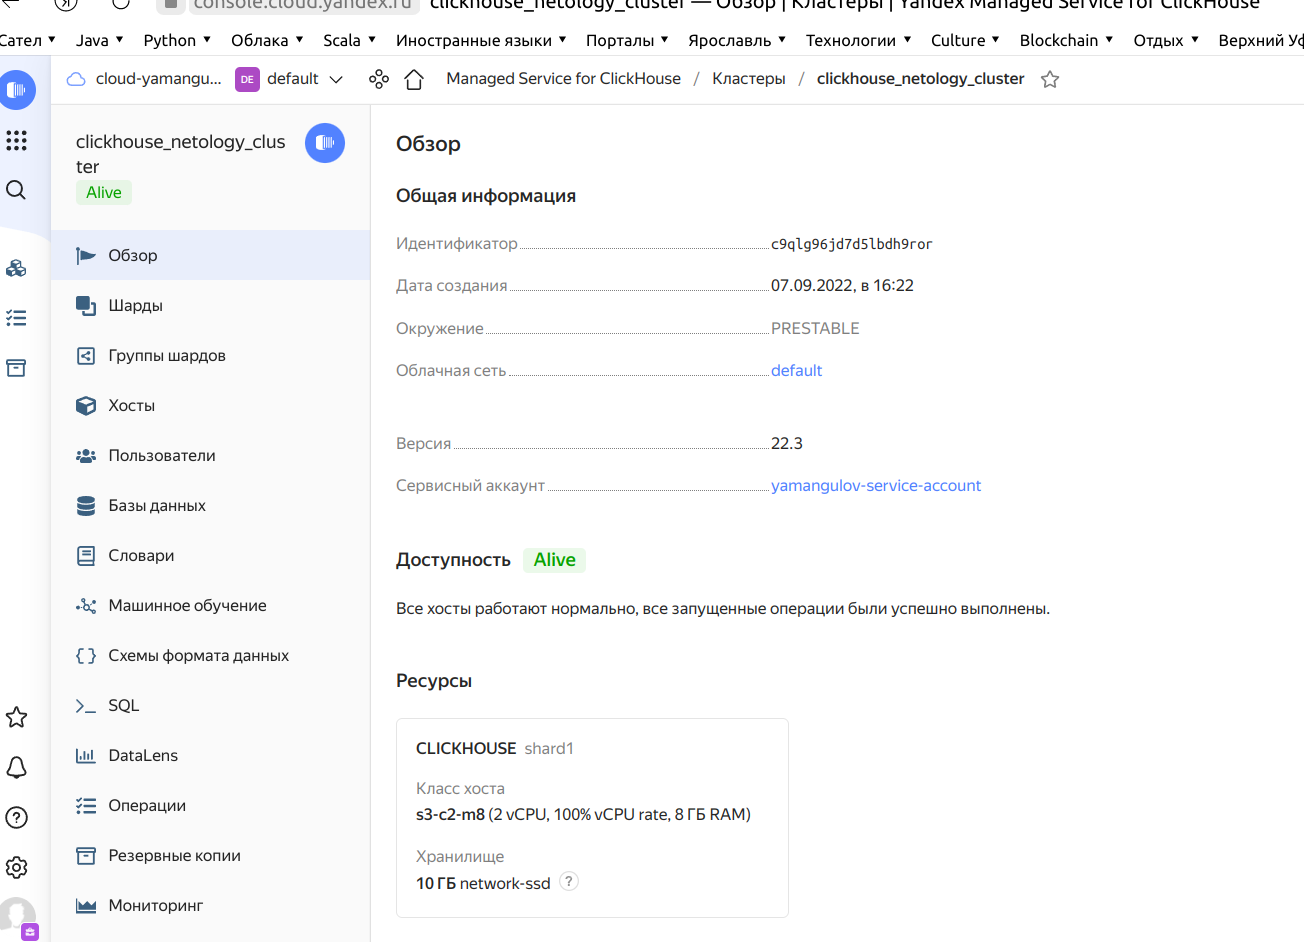 console.cloud.yandex.ru clickhouse_netology_cluster — Обзор | Кластеры | Yandex Managed Service for ClickHouse
Сател Java Python Облака Scala Иностранные языки Порталы Ярославль Технологии Culture Blockchain Отдых Верхний Уф
cloud-yamangu... DE default Managed Service for ClickHouse / Кластеры / clickhouse_netology_cluster
clickhouse_netology_clus
ter
Alive
Обзор
Шарды
Группы шардов
Хосты
Пользователи
Базы данных
Словари
Машинное обучение
Схемы формата данных
SQL
DataLens
Операции
Резервные копии
Мониторинг
Обзор
Общая информация
Идентификатор c9qlg96jd7d5lbdh9ror
Дата создания 07.09.2022, в 16:22
Окружение PRESTABLE
Облачная сеть default
Версия 22.3
Сервисный аккаунт yamangulov-service-account
Доступность Alive
Все хосты работают нормально, все запущенные операции были успешно выполнены.
Ресурсы
CLICKHOUSE shard1
Класс хоста
s3-c2-m8 (2 vCPU, 100% vCPU rate, 8 ГБ RAM)
Хранилище
10 ГБ network-ssd ?